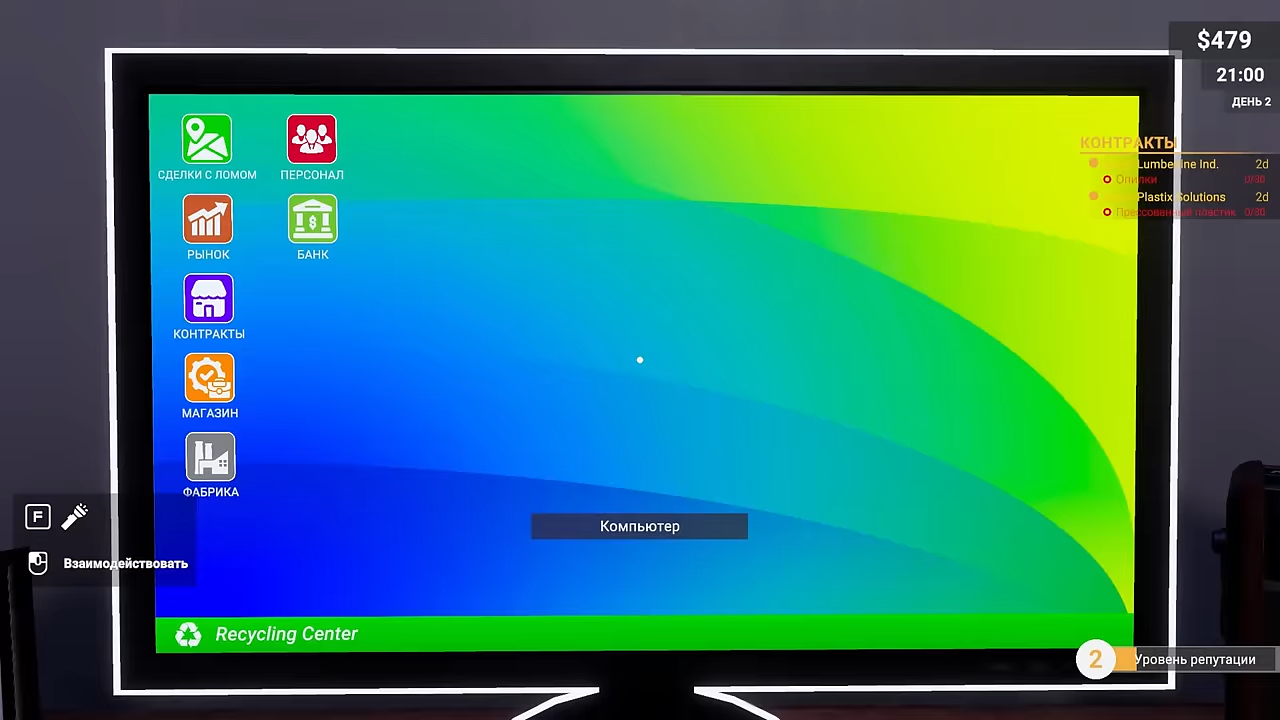 $479
21:00
ДЕНЬ 2
КОНТРАКТЫ
Lumberline Ind. 2d
Опилки 0/30
Plastix Solutions 2d
Прессованный пластик 0/30
СДЕЛКИ С ЛОМОМ
ПЕРСОНАЛ
РЫНОК
БАНК
КОНТРАКТЫ
МАГАЗИН
ФАБРИКА
F
Компьютер
Взаимодействовать
Recycling Center
2 Уровень репутации